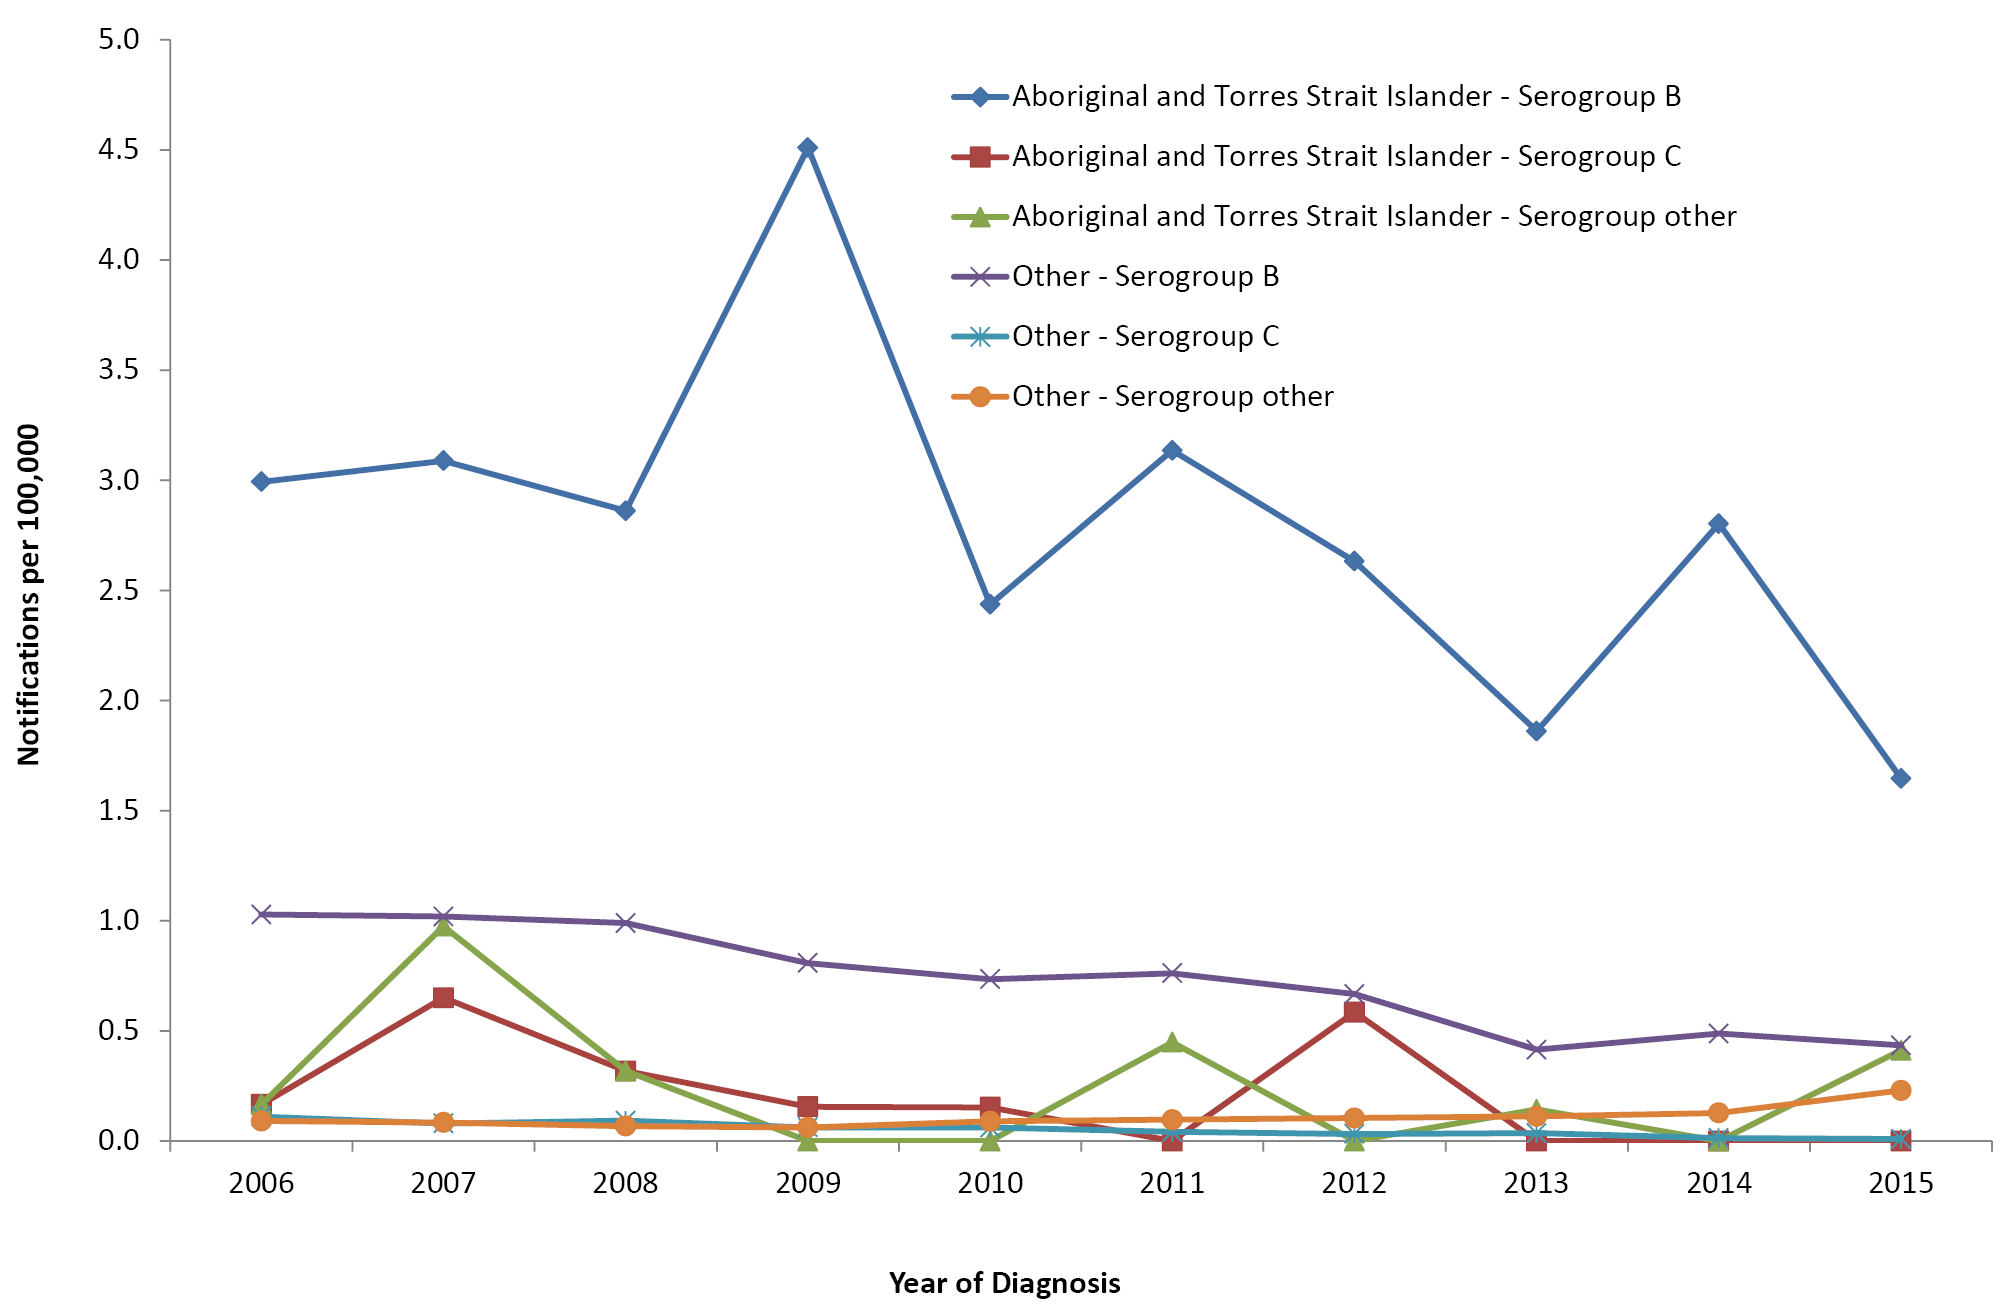 5.0
4.5
4.0
3.5
3.0
2.5
2.0
1.5
1.0
0.5
0.0
Notifications per 100,000
Aboriginal and Torres Strait Islander - Serogroup B
Aboriginal and Torres Strait Islander - Serogroup C
Aboriginal and Torres Strait Islander - Serogroup other
Other - Serogroup B
Other - Serogroup C
Other - Serogroup other
2006 2007 2008 2009 2010 2011 2012 2013 2014 2015
Year of Diagnosis